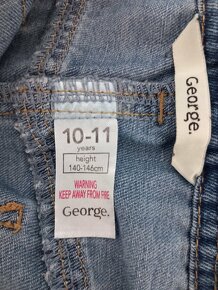 George.
10-11
years
height
140-146cm
WARNING
KEEP AWAY FROM FIRE
George.